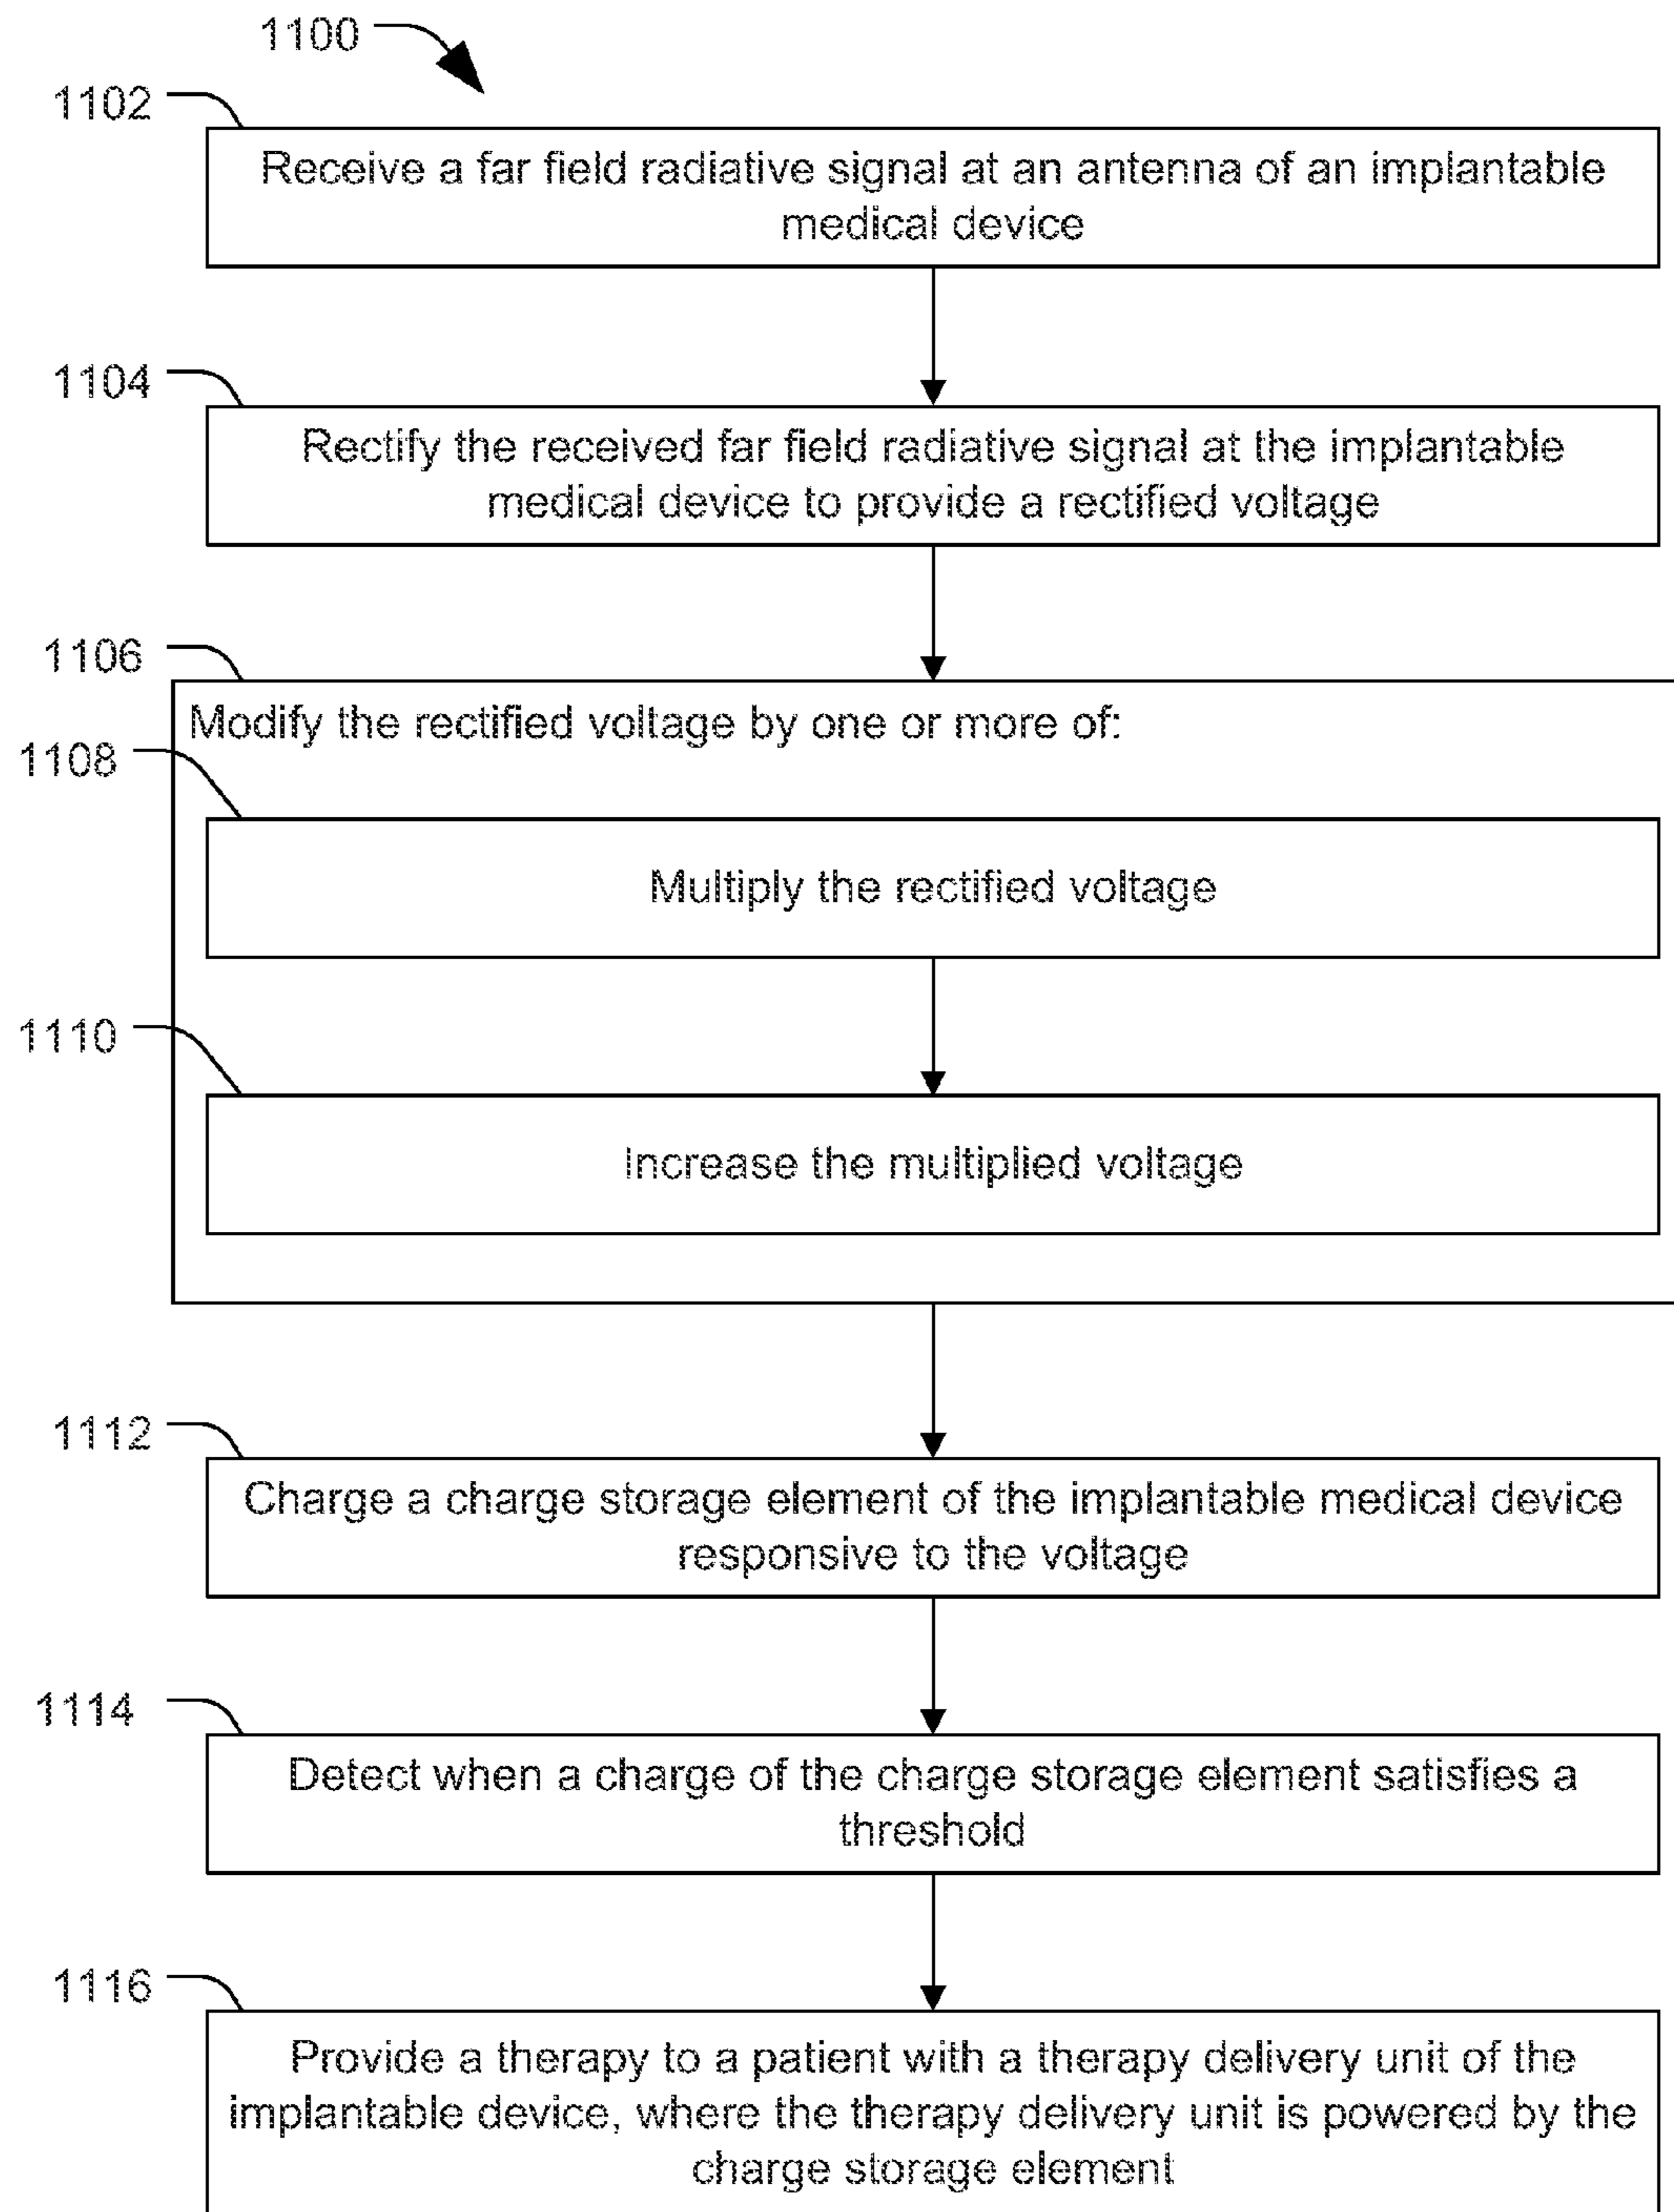 1100
1102
Receive a far field radiative signal at an antenna of an implantable
medical device
1104
Rectify the received far field radiative signal at the implantable
medical device to provide a rectified voltage
1106
Modify the rectified voltage by one or more of:
1108
Multiply the rectified voltage
1110
Increase the multiplied voltage
1112
Charge a charge storage element of the implantable medical device
responsive to the voltage
1114
Detect when a charge of the charge storage element satisfies a
threshold
1116
Provide a therapy to a patient with a therapy delivery unit of the
implantable device, where the therapy delivery unit is powered by the
charge storage element